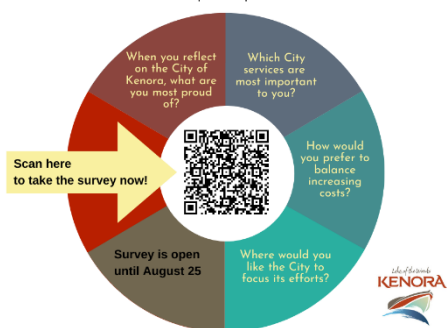 When you reflect
on the City of
Kenora, what are
you most proud
of?
Which City
services are
most important
to you?
How would
you prefer to
balance
increasing
costs?
Scan here
to take the survey now!
Survey is open
until August 25
Where would you
like the City to
focus its efforts?
Lake of the Woods
KENORA